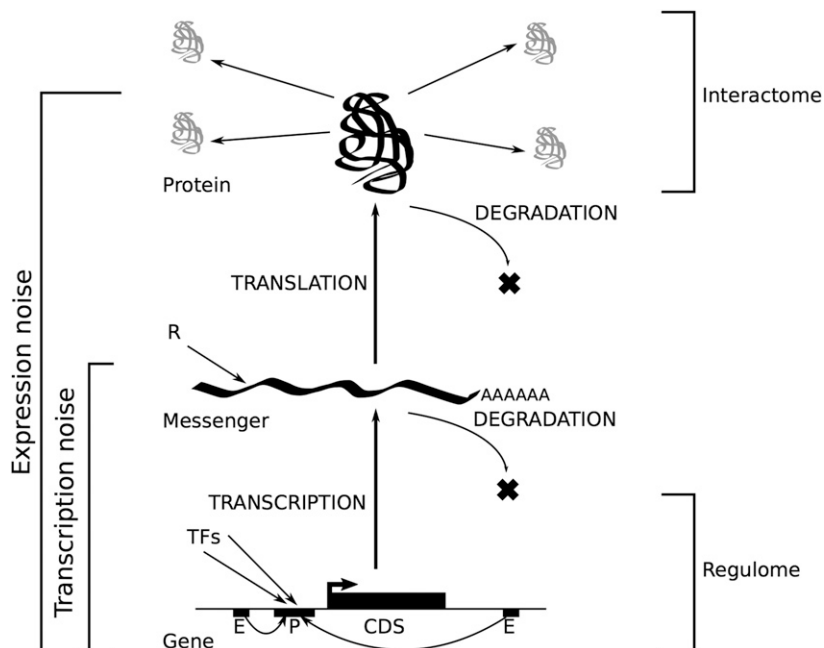 Interactome
Protein
DEGRADATION
TRANSLATION
Expression noise
R
AAAAAA
Messenger
DEGRADATION
Transcription noise
TRANSCRIPTION
TFs
Regulome
E
P
CDS
E
Gene